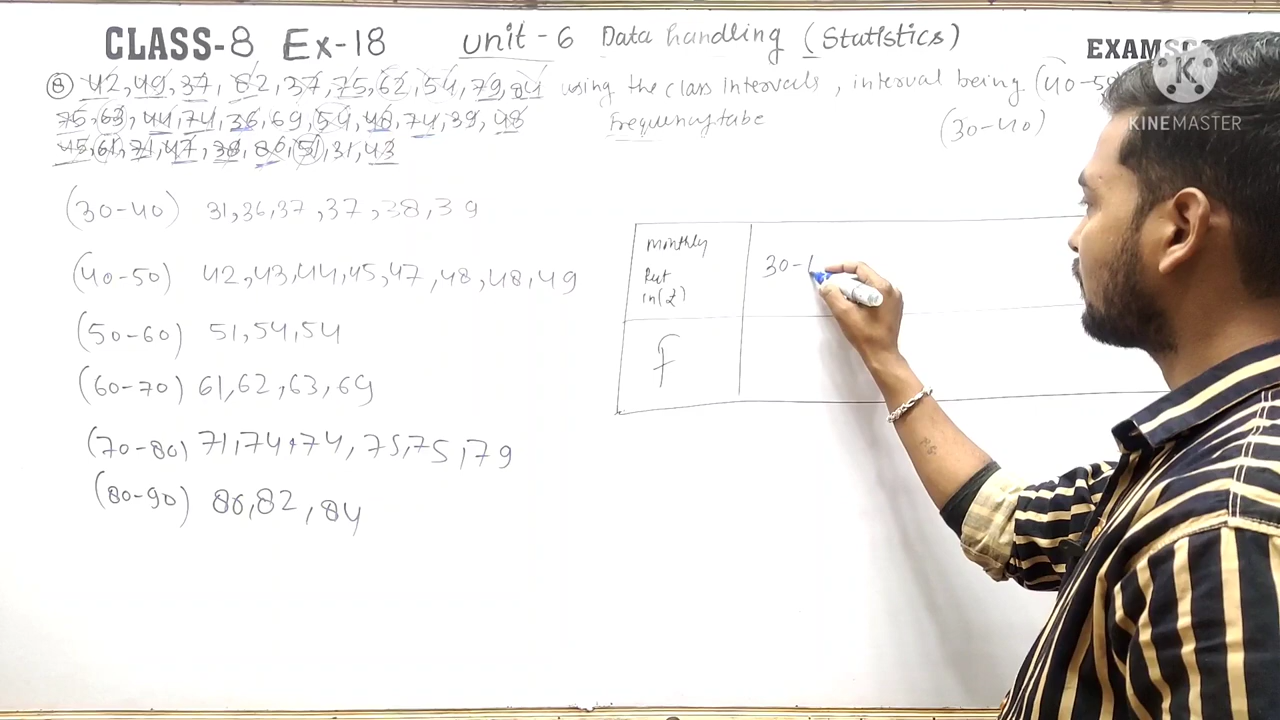 CLASS-8 Ex-18 Unit-6 Data handling (Statistics) EXAMSC
⑧ 42,49,37, 82,37,75,62,54,79,84 using the class Intervals, interval being (40-50
75,63,44,74,36,69,54,48,74,39,48 Frequency tabe (30-40)
45,61,71,47,38,86,51,31,43
(30-40) 31,36,37,37,38,39
(40-50) 42,43,44,45,47,48,48,49
(50-60) 51,54,54
(60-70) 61,62,63,69
(70-80) 71,74,74,75,75,79
(80-90) 86,82,84
monthly
in(₹)
30-4
F
K
KINEMASTER